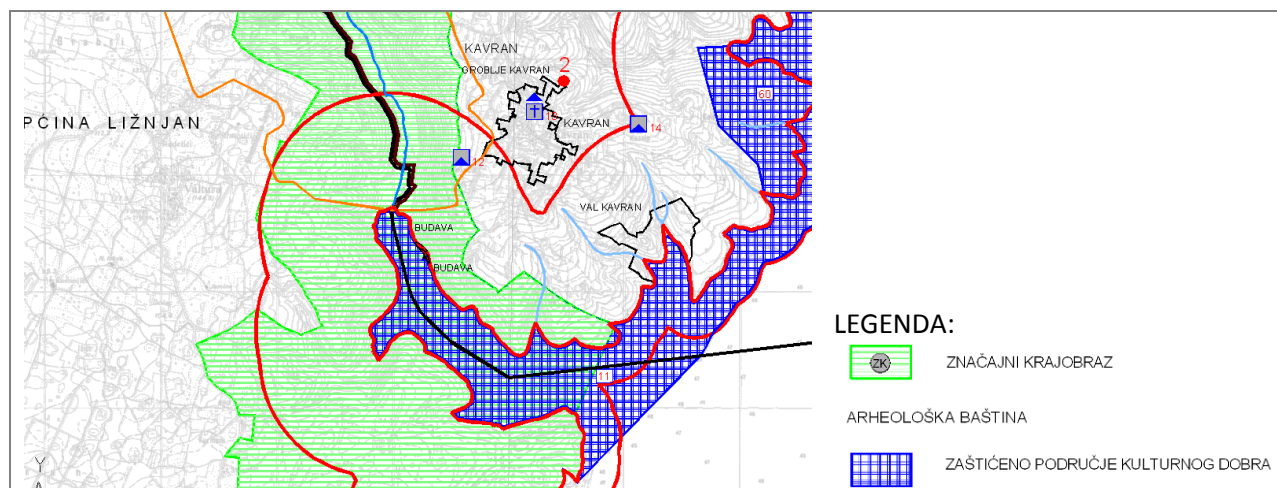 KAVRAN
GROBLJE KAVRAN
2
60
PĆINA LIŽNJAN
KAVRAN
14
12
VAL KAVRAN
BUDAVA
BUDAVA
11
LEGENDA:
ZK
ZNAČAJNI KRAJOBRAZ
ARHEOLOŠKA BAŠTINA
ZAŠTIĆENO PODRUČJE KULTURNOG DOBRA